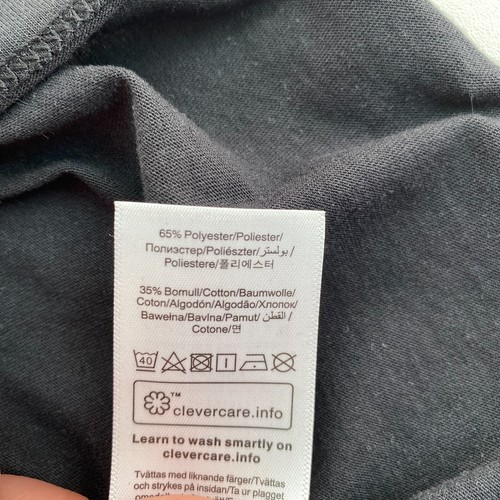 65% Polyester/Poliester/
Полиэстер/Poliészter/بوليستر/
Poliestere/폴리에스터
35% Bomull/Cotton/Baumwolle/
Coton/Algodón/Algodão/Хлопок/
Bawełna/Bavlna/Pamut/القطن/
Cotone/면
40
™
clevercare.info
Learn to wash smartly on
clevercare.info
Tvättas med liknande färger/Tvättas
och strykes på insidan/Ta ur plagget